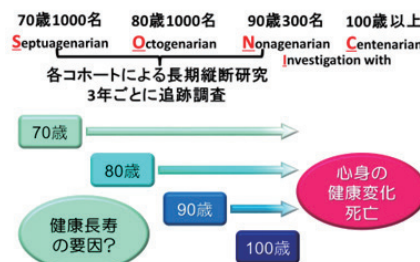 70歳1000名 80歳1000名 90歳300名 100歳以上
Septuagenarian Octogenarian Nonagenarian Centenarian
Investigation with
各コホートによる長期縦断研究
3年ごとに追跡調査
70歳
80歳
90歳
100歳
健康長寿
の要因?
心身の
健康変化
死亡